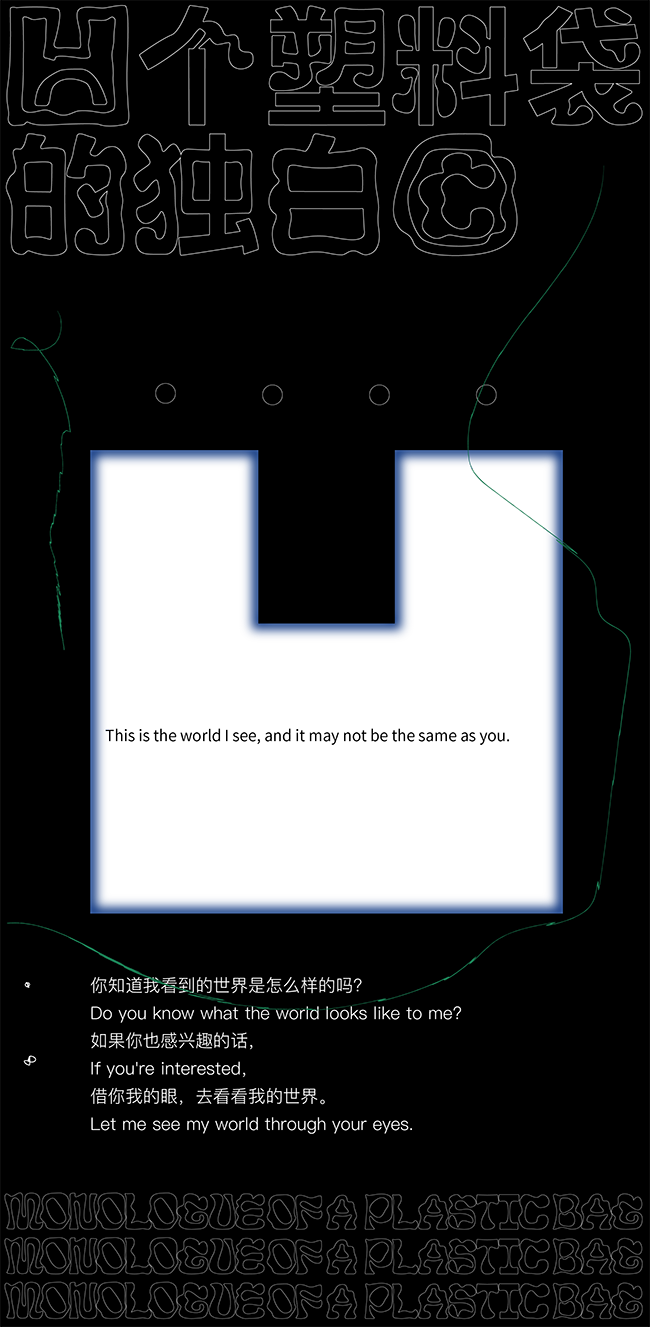 凹个塑料袋
的独白©
This is the world I see, and it may not be the same as you.
你知道我看到的世界是怎么样的吗？
Do you know what the world looks like to me?
如果你也感兴趣的话，
If you're interested,
借你我的眼，去看看我的世界。
Let me see my world through your eyes.
MONOLOGUE OF A PLASTIC BAG
MONOLOGUE OF A PLASTIC BAG
MONOLOGUE OF A PLASTIC BAG